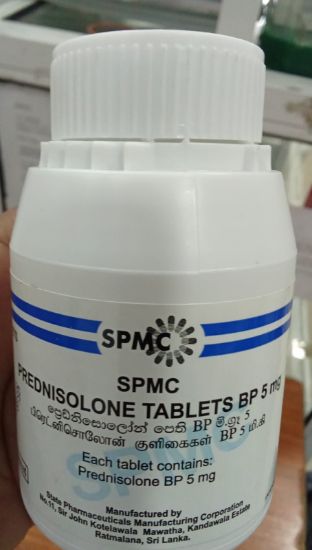 SPMC
SPMC
PREDNISOLONE TABLETS BP 5 mg
ප්‍රෙඩ්නිසොලෝන් පෙති BP මි.ග්‍රෑ 5
பிரெட்னிசொலோன் குளிகைகள் BP 5 மி.கி
Each tablet contains:
Prednisolone BP 5 mg
SPMC
Manufactured by
State Pharmaceuticals Manufacturing Corporation
No.11, Sir John Kotelawala Mawatha, Kandawala Estate
Ratmalana, Sri Lanka.